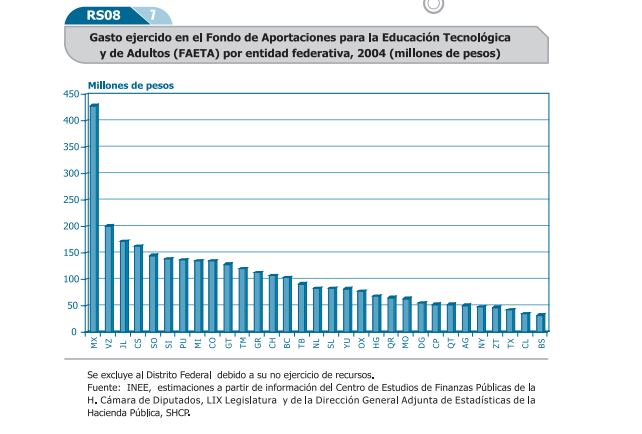 RS08 1
Gasto ejercido en el Fondo de Aportaciones para la Educación Tecnológica
y de Adultos (FAETA) por entidad federativa, 2004 (millones de pesos)
Millones de pesos
450
400
350
300
250
200
150
100
50
0
MX VZ JL CS SO SI PU MI CO GT TM GR CH BC TB NL SL YU OX HG QR MO DG CP QT AG NY ZT TX CL BS
Se excluye al Distrito Federal debido a su no ejercicio de recursos.
Fuente: INEE, estimaciones a partir de información del Centro de Estudios de Finanzas Públicas de la
H. Cámara de Diputados, LIX Legislatura y de la Dirección General Adjunta de Estadísticas de la
Hacienda Pública, SHCP.